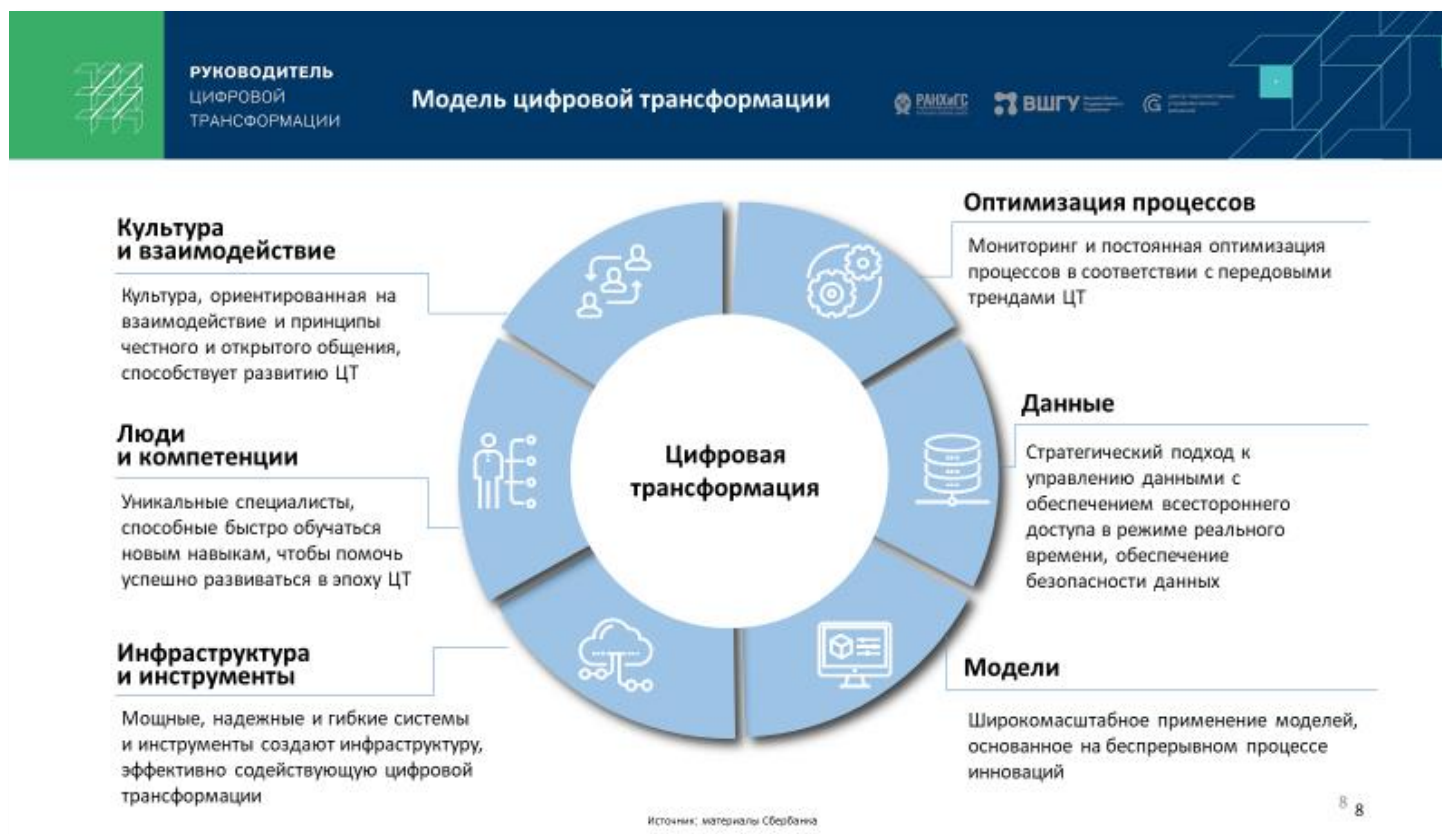 РУКОВОДИТЕЛЬ
ЦИФРОВОЙ
ТРАНСФОРМАЦИИ
Модель цифровой трансформации
РАНХиГС
ВШГУ
Культура
и взаимодействие
Культура, ориентированная на
взаимодействие и принципы
честного и открытого общения,
способствует развитию ЦТ
Люди
и компетенции
Уникальные специалисты,
способные быстро обучаться
новым навыкам, чтобы помочь
успешно развиваться в эпоху ЦТ
Инфраструктура
и инструменты
Мощные, надежные и гибкие системы
и инструменты создают инфраструктуру,
эффективно содействующую цифровой
трансформации
Цифровая
трансформация
Оптимизация процессов
Мониторинг и постоянная оптимизация
процессов в соответствии с передовыми
трендами ЦТ
Данные
Стратегический подход к
управлению данными с
обеспечением всестороннего
доступа в режиме реального
времени, обеспечение
безопасности данных
Модели
Широкомасштабное применение моделей,
основанное на беспрерывном процессе
инноваций
Источник: материалы Сбербанка
8 8